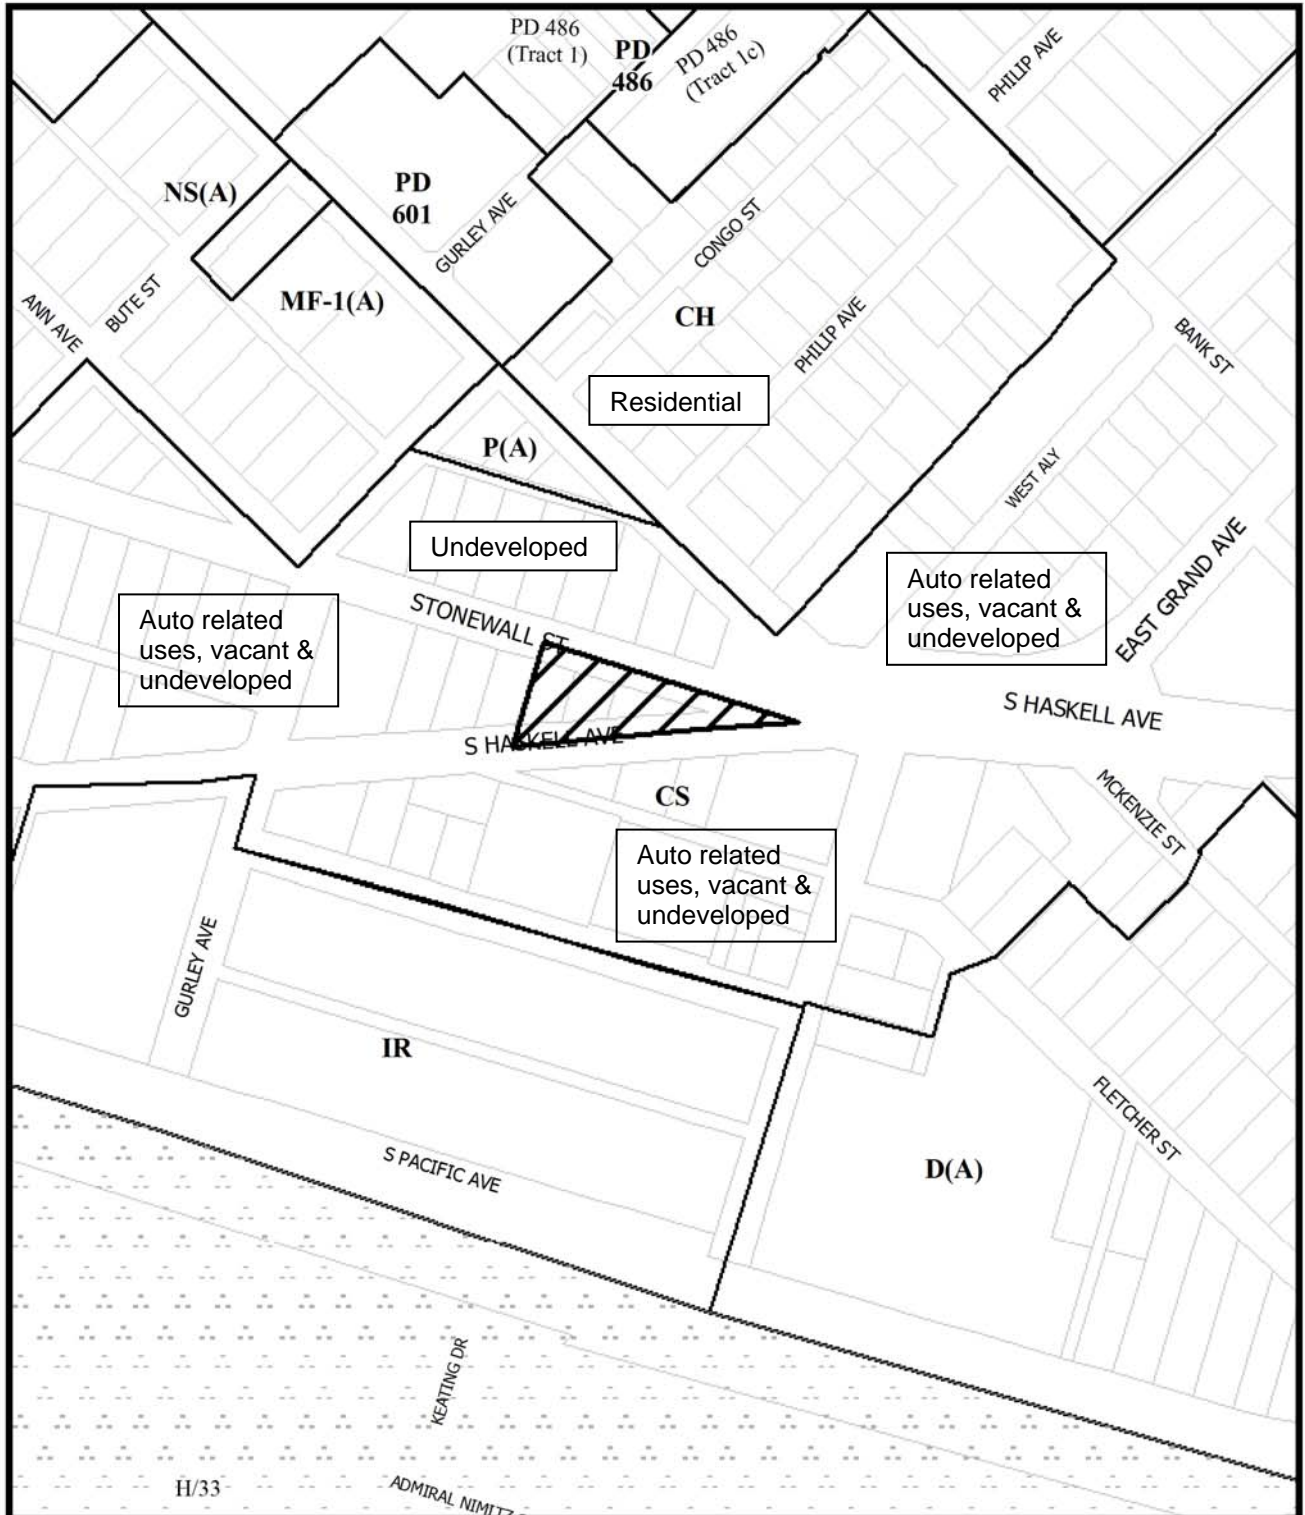 PD 486
(Tract 1)
PD
486
PD 486
(Tract 1c)
PHILIP AVE
NS(A)
PD
601
GURLEY AVE
CONGO ST
ANN AVE
BUTE ST
MF-1(A)
CH
PHILIP AVE
BANK ST
Residential
P(A)
WEST ALY
Undeveloped
EAST GRAND AVE
Auto related
uses, vacant &
undeveloped
STONEWALL ST
Auto related
uses, vacant &
undeveloped
S HASKELL AVE
S HASKELL AVE
CS
MCKENZIE ST
Auto related
uses, vacant &
undeveloped
GURLEY AVE
IR
FLETCHER ST
S PACIFIC AVE
D(A)
KEATING DR
H/33
ADMIRAL NIMITZ